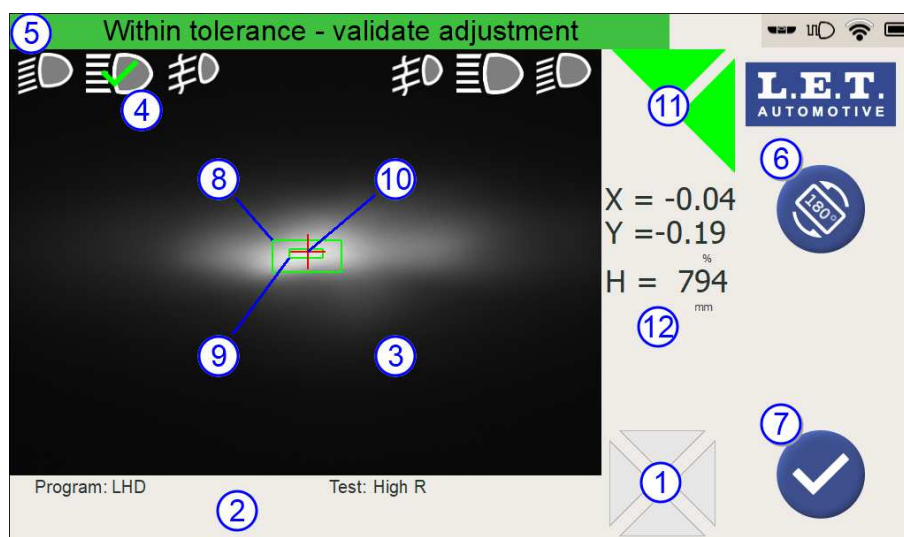 5
Within tolerance - validate adjustment
4
11
L.E.T.
AUTOMOTIVE
6
180°
8
10
X = -0.04
Y =-0.19
%
H = 794
mm
12
9
3
7
Program: LHD
Test: High R
2
1